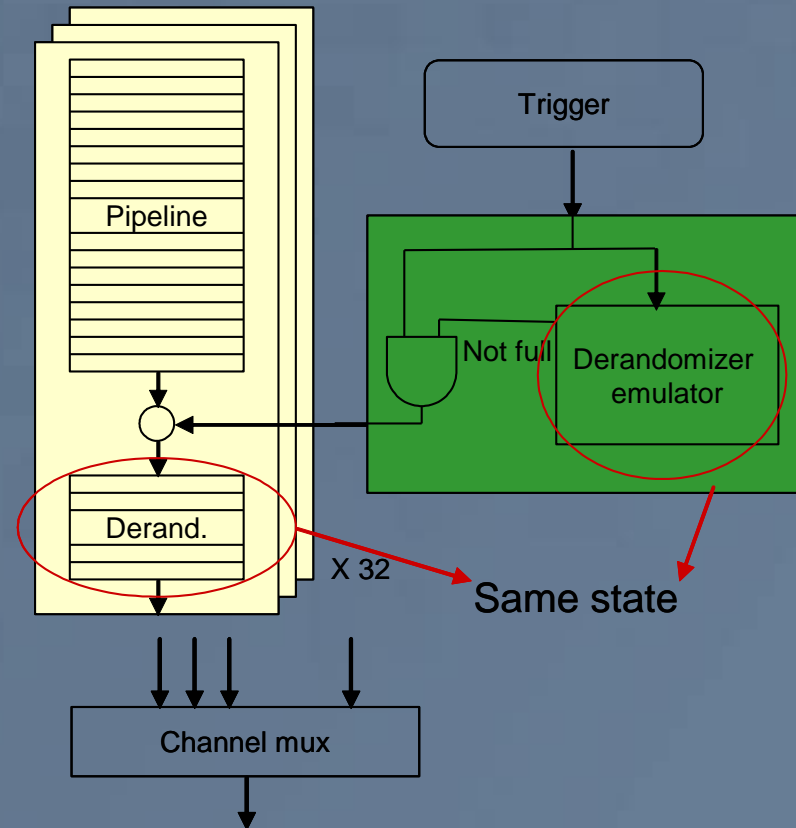 Trigger
Pipeline
Not full
Derandomizer
emulator
Derand.
X 32
Same state
Channel mux